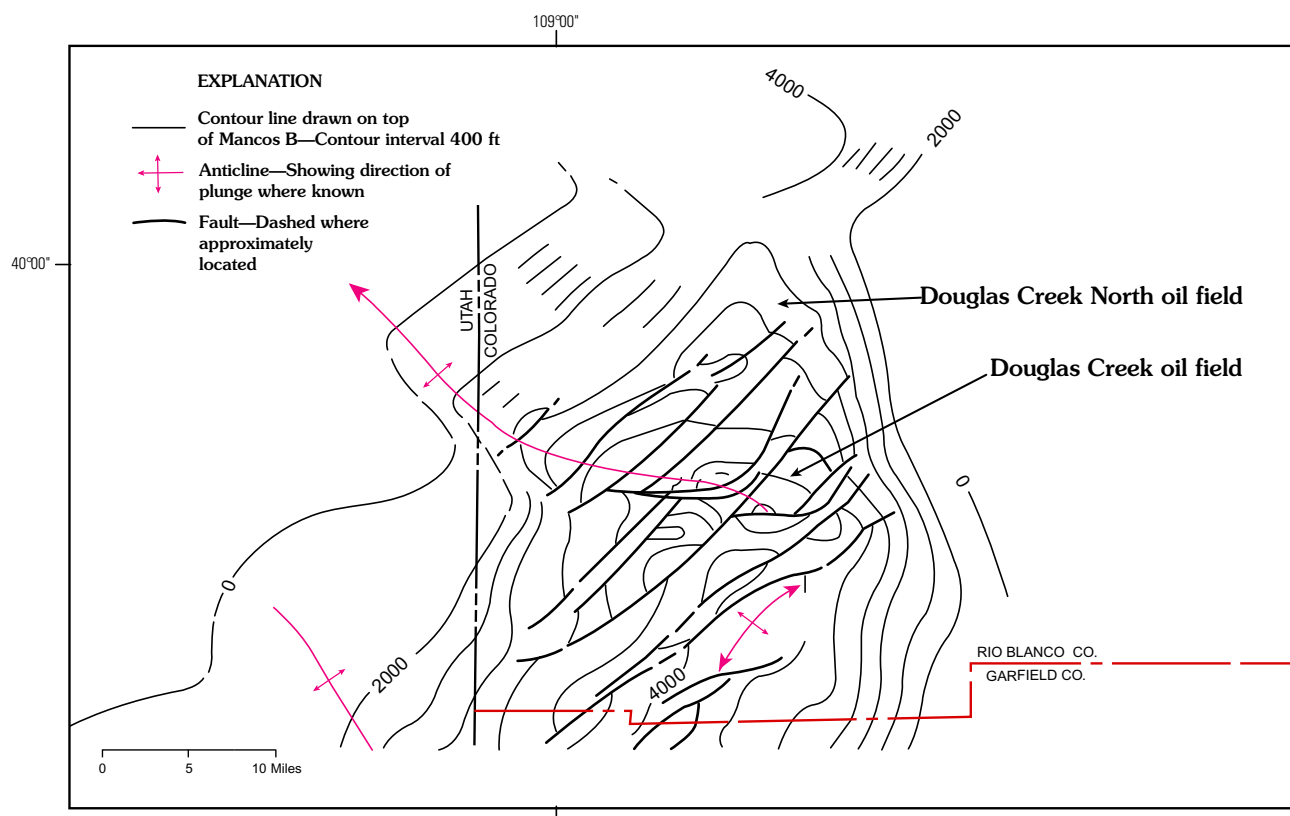 109°00"
EXPLANATION
Contour line drawn on top
of Mancos B—Contour interval 400 ft
Anticline—Showing direction of
plunge where known
Fault—Dashed where
approximately
located
4000
2000
40°00"
UTAH
COLORADO
Douglas Creek North oil field
Douglas Creek oil field
0
0
2000
4000
RIO BLANCO CO.
GARFIELD CO.
0 5 10 Miles